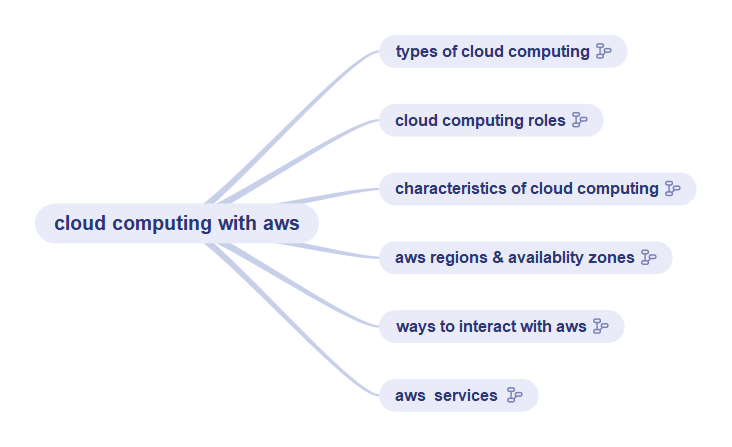 types of cloud computing
cloud computing roles
characteristics of cloud computing
cloud computing with aws
aws regions & availablity zones
ways to interact with aws
aws  services